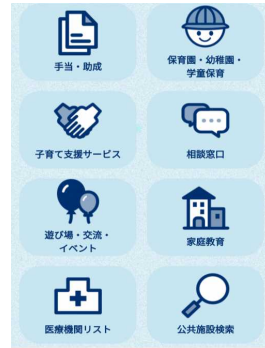 手当・助成
保育園・幼稚園・
学童保育
子育て支援サービス
相談窓口
遊び場・交流・
イベント
家庭教育
医療機関リスト
公共施設検索